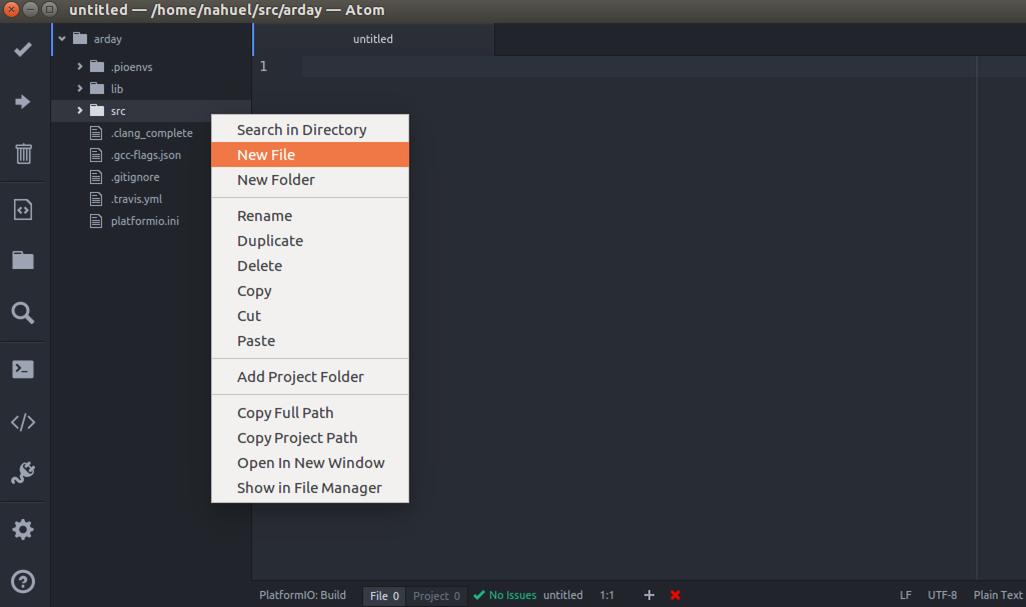 untitled — /home/nahuel/src/arday — Atom
arday
untitled
.pioenvs
1
lib
src
.clang_complete
.gcc-flags.json
.gitignore
.travis.yml
platformio.ini
Search in Directory
New File
New Folder
Rename
Duplicate
Delete
Copy
Cut
Paste
Add Project Folder
Copy Full Path
Copy Project Path
Open In New Window
Show in File Manager
PlatformIO: Build File 0 Project 0 No Issues untitled 1:1 LF UTF-8 Plain Text